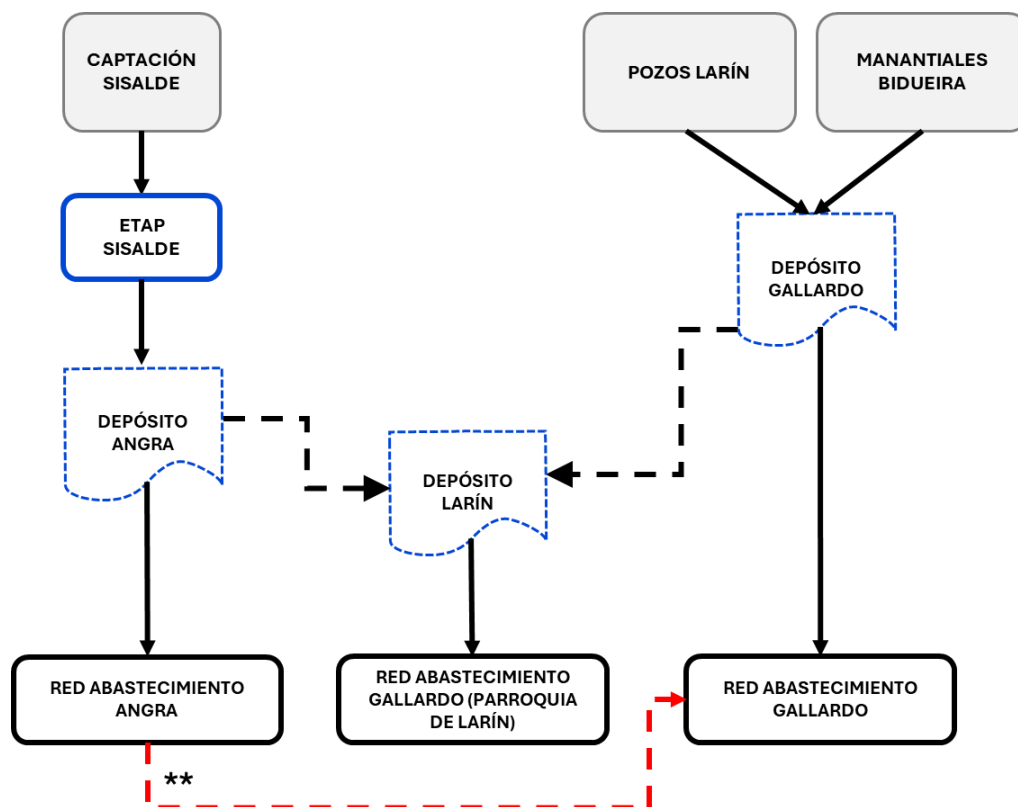 CAPTACIÓN
SISALDE
POZOS LARÍN
MANANTIALES
BIDUEIRA
ETAP
SISALDE
DEPÓSITO
GALLARDO
DEPÓSITO
ANGRA
DEPÓSITO
LARÍN
RED ABASTECIMIENTO
ANGRA
RED ABASTECIMIENTO
GALLARDO (PARROQUIA
DE LARÍN)
RED ABASTECIMIENTO
GALLARDO
**